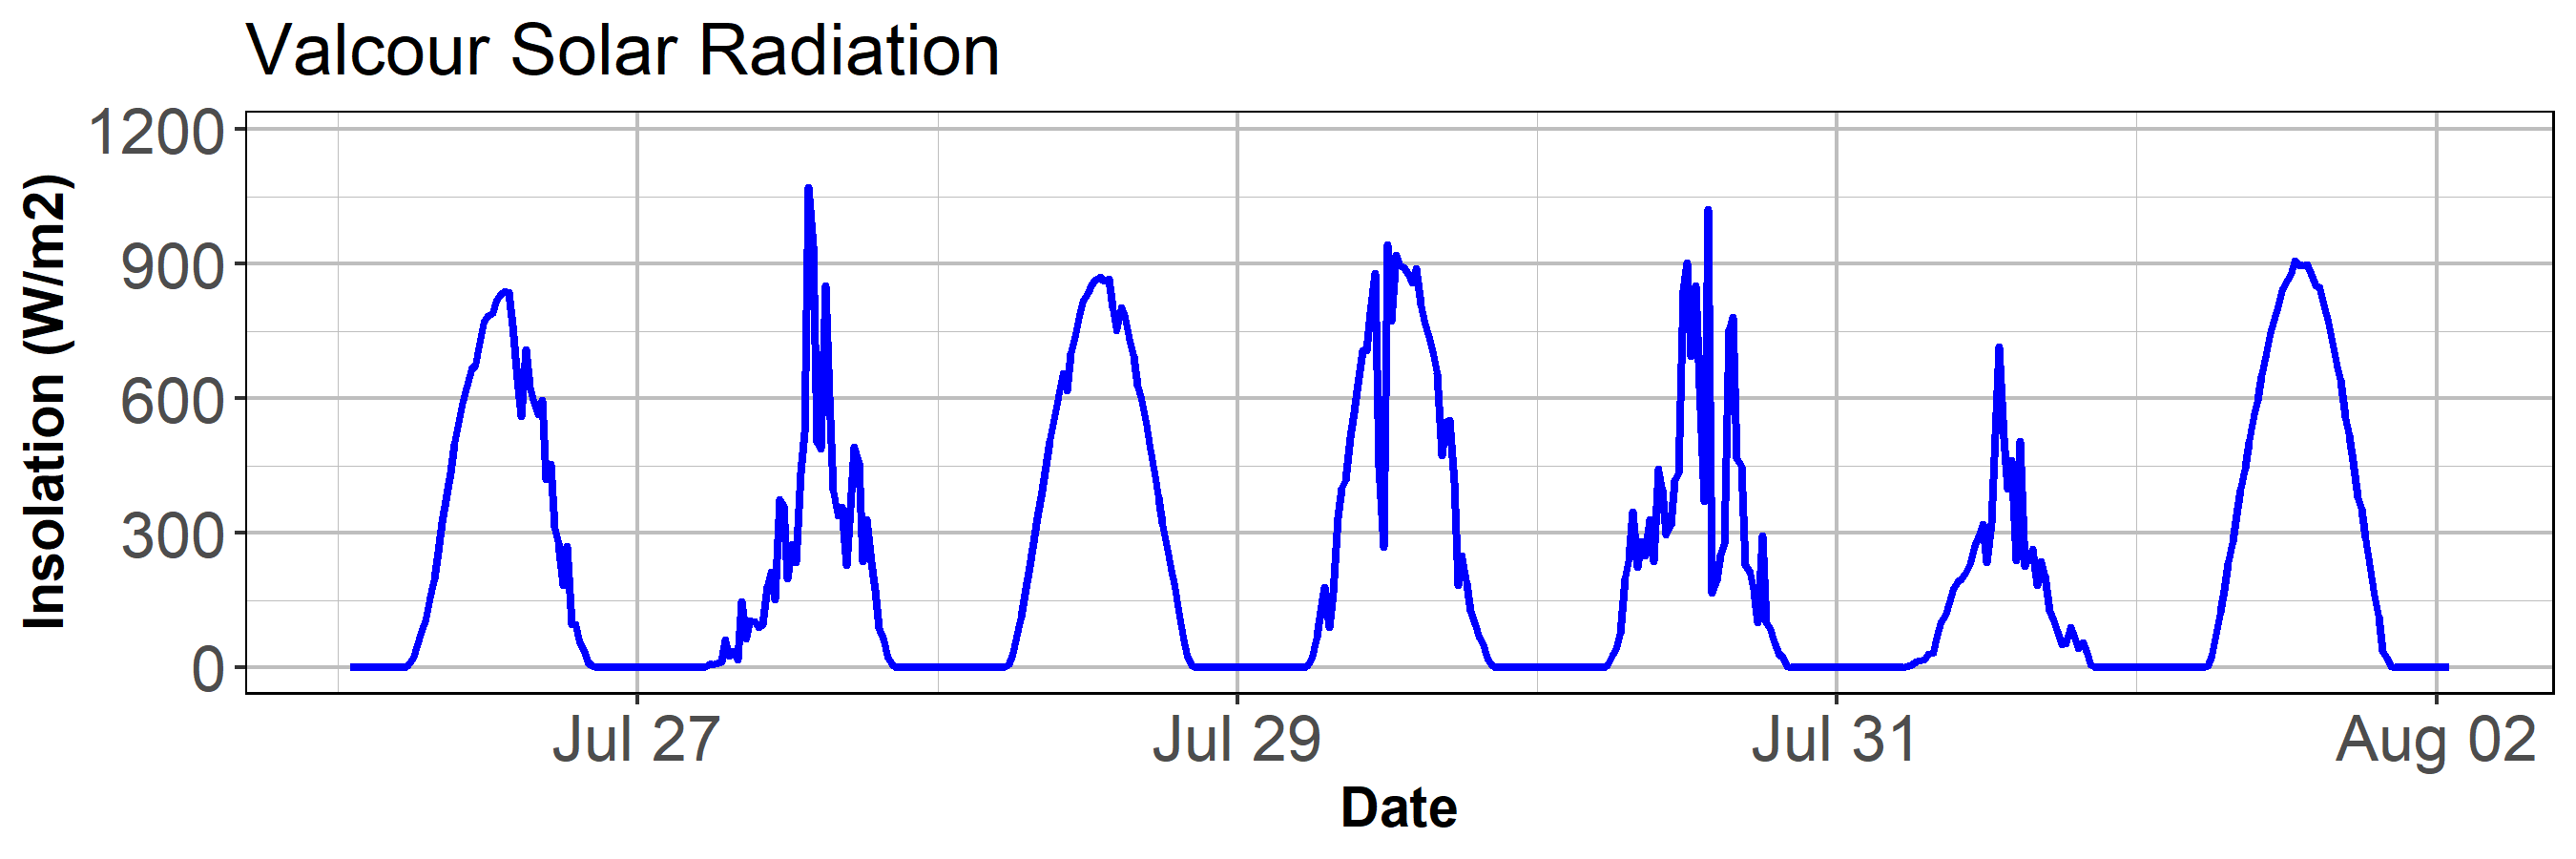 Valcour Solar Radiation
1200
900
600
300
0
Insolation (W/m2)
Jul 27 Jul 29 Jul 31 Aug 02
Date